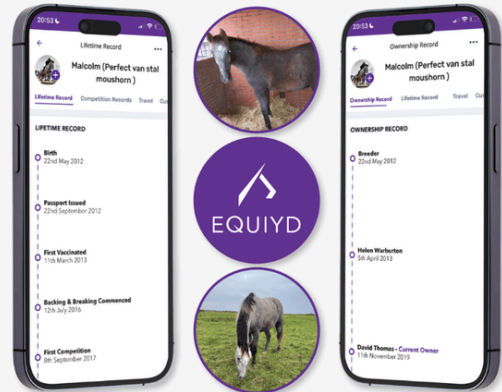 20:53
Lifetime Record
Malcolm (Perfect van stal
moushorn )
Lifetime Record Competition Records Travel
LIFETIME RECORD
Birth
22nd May 2012
Passport Issued
22nd September 2012
First Vaccinated
11th March 2013
Backing & Breaking Commenced
12th July 2016
First Competition
9th September 2017
EQUIYD
20:53
Ownership Record
Malcolm (Perfect van stal
moushorn )
Ownership Record Lifetime Record Travel
OWNERSHIP RECORD
Breeder
22nd May 2012
Helen Warburton
5th April 2013
David Thomas - Current Owner
11th November 2019